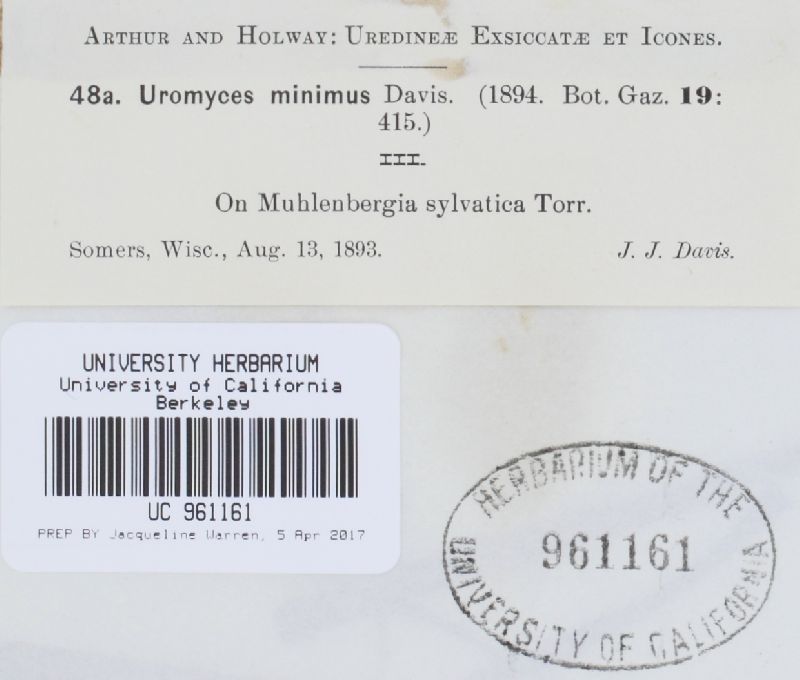 ARTHUR AND HOLWAY: UREDINEÆ EXSICCATÆ ET ICONES.
48a. Uromyces minimus Davis. (1894. Bot. Gaz. 19:
415.)
III.
On Muhlenbergia sylvatica Torr.
Somers, Wisc., Aug. 13, 1893. J. J. Davis.
UNIVERSITY HERBARIUM
University of California
Berkeley
UC 961161
PREP BY Jacqueline Warren, 5 Apr 2017
HERBARIUM OF THE
961161
UNIVERSITY OF CALIFORNIA